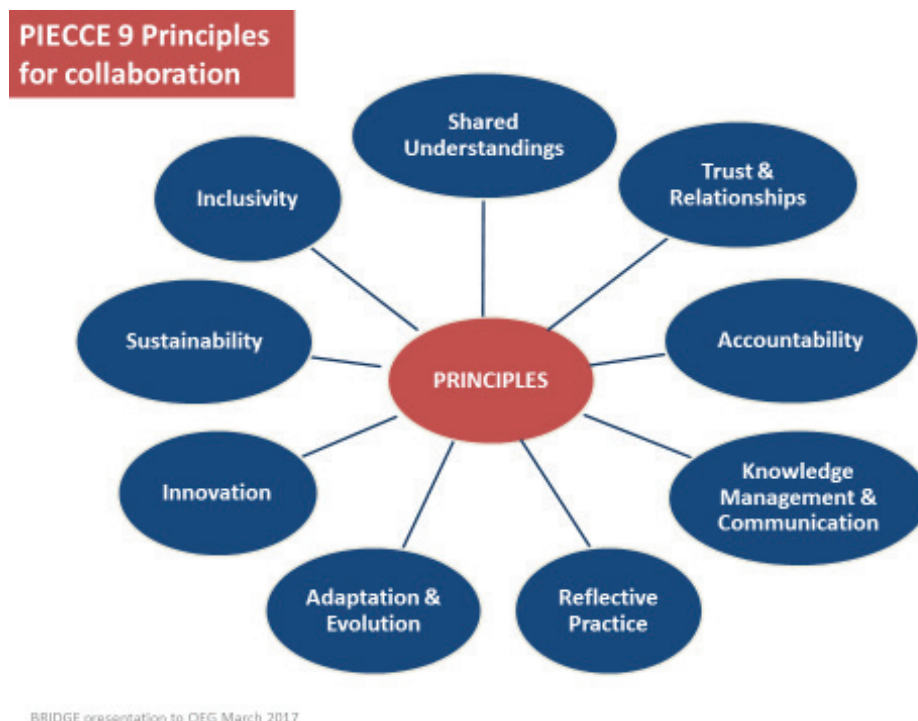 PIECCE 9 Principles
for collaboration
Shared
Understandings
Trust &
Relationships
Inclusivity
Sustainability
Accountability
PRINCIPLES
Innovation
Knowledge
Management &
Communication
Adaptation &
Evolution
Reflective
Practice
BRIDGE presentation to OEG March 2017